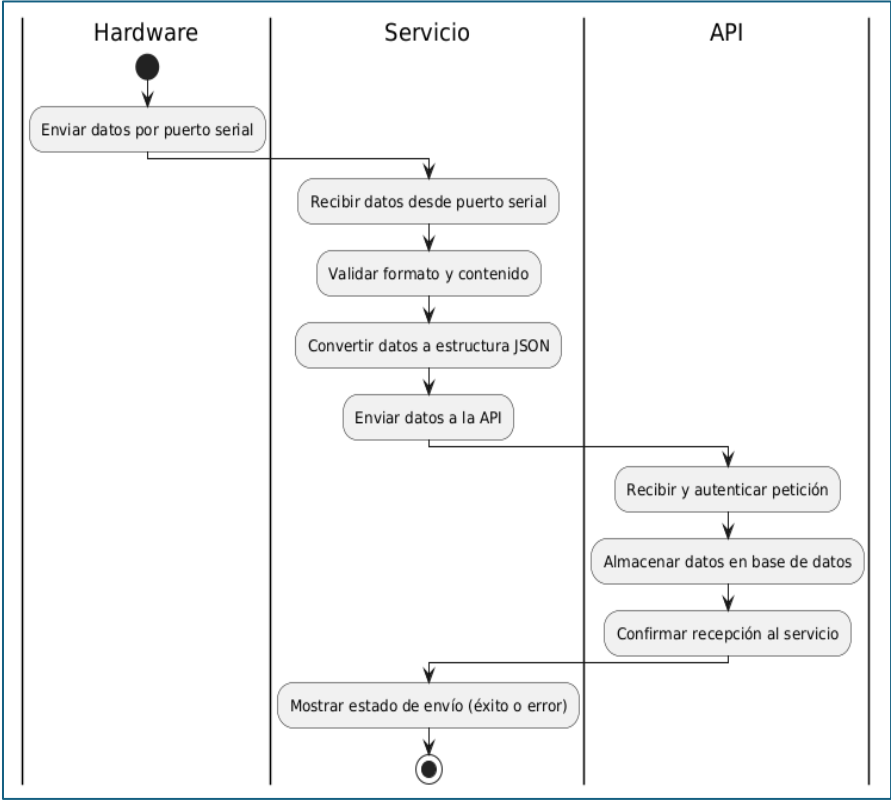 Hardware
Servicio
API
Enviar datos por puerto serial
Recibir datos desde puerto serial
Validar formato y contenido
Convertir datos a estructura JSON
Enviar datos a la API
Recibir y autenticar petición
Almacenar datos en base de datos
Confirmar recepción al servicio
Mostrar estado de envío (éxito o error)